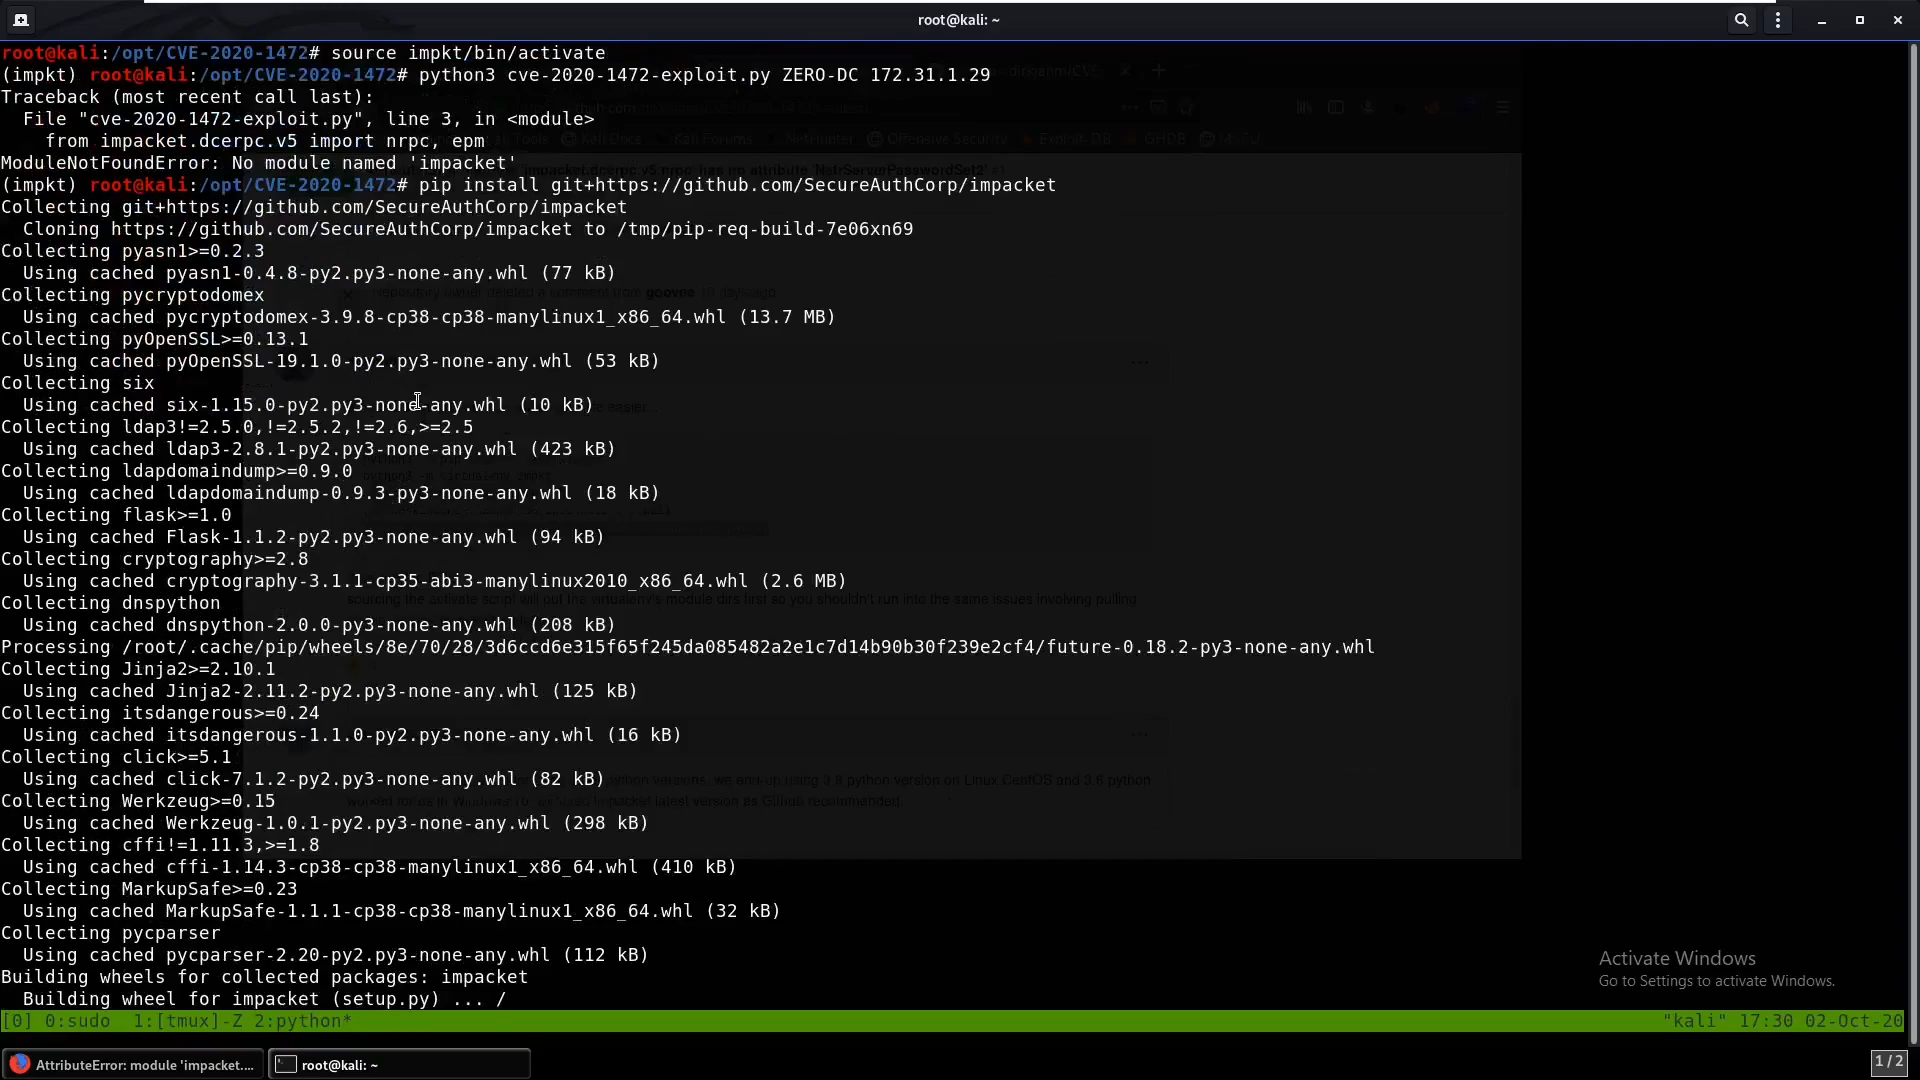 root@kali: ~
root@kali:/opt/CVE-2020-1472# source impkt/bin/activate
(impkt) root@kali:/opt/CVE-2020-1472# python3 cve-2020-1472-exploit.py ZERO-DC 172.31.1.29
Traceback (most recent call last):
  File "cve-2020-1472-exploit.py", line 3, in <module>
    from impacket.dcerpc.v5 import nrpc, epm
ModuleNotFoundError: No module named 'impacket'
(impkt) root@kali:/opt/CVE-2020-1472# pip install git+https://github.com/SecureAuthCorp/impacket
Collecting git+https://github.com/SecureAuthCorp/impacket
  Cloning https://github.com/SecureAuthCorp/impacket to /tmp/pip-req-build-7e06xn69
Collecting pyasn1>=0.2.3
  Using cached pyasn1-0.4.8-py2.py3-none-any.whl (77 kB)
Collecting pycryptodomex
  Using cached pycryptodomex-3.9.8-cp38-cp38-manylinux1_x86_64.whl (13.7 MB)
Collecting pyOpenSSL>=0.13.1
  Using cached pyOpenSSL-19.1.0-py2.py3-none-any.whl (53 kB)
Collecting six
  Using cached six-1.15.0-py2.py3-none-any.whl (10 kB)
Collecting ldap3!=2.5.0,!=2.5.2,!=2.6,>=2.5
  Using cached ldap3-2.8.1-py2.py3-none-any.whl (423 kB)
Collecting ldapdomaindump>=0.9.0
  Using cached ldapdomaindump-0.9.3-py3-none-any.whl (18 kB)
Collecting flask>=1.0
  Using cached Flask-1.1.2-py2.py3-none-any.whl (94 kB)
Collecting cryptography>=2.8
  Using cached cryptography-3.1.1-cp35-abi3-manylinux2010_x86_64.whl (2.6 MB)
Collecting dnspython
  Using cached dnspython-2.0.0-py3-none-any.whl (208 kB)
Processing /root/.cache/pip/wheels/8e/70/28/3d6ccd6e315f65f245da085482a2e1c7d14b90b30f239e2cf4/future-0.18.2-py3-none-any.whl
Collecting Jinja2>=2.10.1
  Using cached Jinja2-2.11.2-py2.py3-none-any.whl (125 kB)
Collecting itsdangerous>=0.24
  Using cached itsdangerous-1.1.0-py2.py3-none-any.whl (16 kB)
Collecting click>=5.1
  Using cached click-7.1.2-py2.py3-none-any.whl (82 kB)
Collecting Werkzeug>=0.15
  Using cached Werkzeug-1.0.1-py2.py3-none-any.whl (298 kB)
Collecting cffi!=1.11.3,>=1.8
  Using cached cffi-1.14.3-cp38-cp38-manylinux1_x86_64.whl (410 kB)
Collecting MarkupSafe>=0.23
  Using cached MarkupSafe-1.1.1-cp38-cp38-manylinux1_x86_64.whl (32 kB)
Collecting pycparser
  Using cached pycparser-2.20-py2.py3-none-any.whl (112 kB)
Building wheels for collected packages: impacket
  Building wheel for impacket (setup.py) ... /
Activate Windows
Go to Settings to activate Windows.
[0] 0:sudo  1:[tmux]-Z 2:python*
"kali" 17:30 02-Oct-20
AttributeError: module 'impacket....
root@kali: ~
1/2